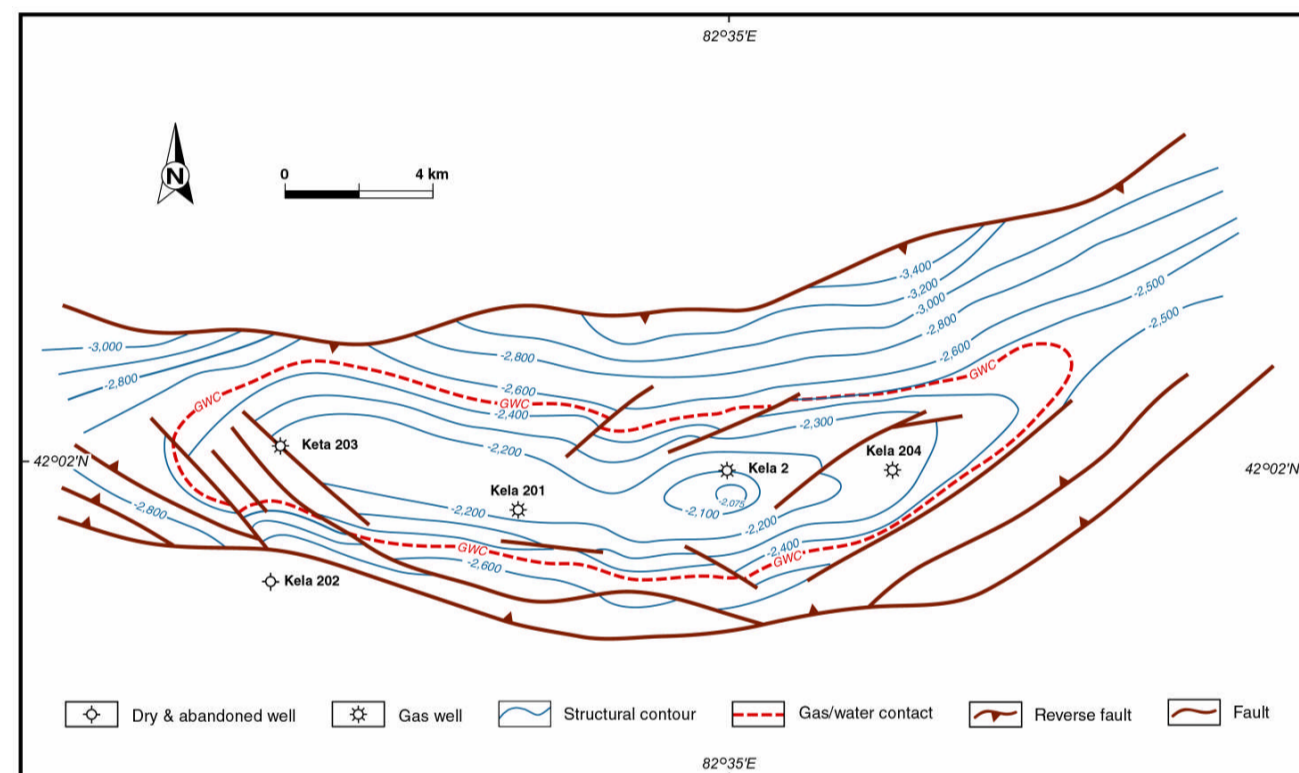 82°35'E
N
0 4 km
-3,400
-3,200
-3,000
-2,800
-2,600
-2,500
-2,500
-3,000
-2,800
-2,800
-2,600
GWC
GWC
GWC
-2,400
-2,300
-2,200
Keta 203
Kela 204
Kela 2
42°02'N
42°02'N
Kela 201
-2,075
-2,100
-2,200
-2,200
-2,800
-2,400
GWC
GWC
-2,600
Kela 202
Dry & abandoned well
Gas well
Structural contour
Gas/water contact
Reverse fault
Fault
82°35'E